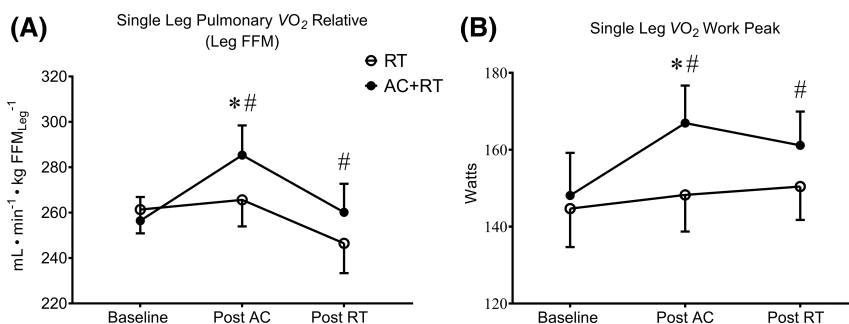 (A)
Single Leg Pulmonary VO2 Relative
(Leg FFM)
RT
AC+RT
mL • min-1 • kg FFMLeg-1
320
300
280
260
240
220
*#
#
Baseline
Post AC
Post RT
(B)
Single Leg VO2 Work Peak
Watts
180
160
140
120
*#
#
Baseline
Post AC
Post RT